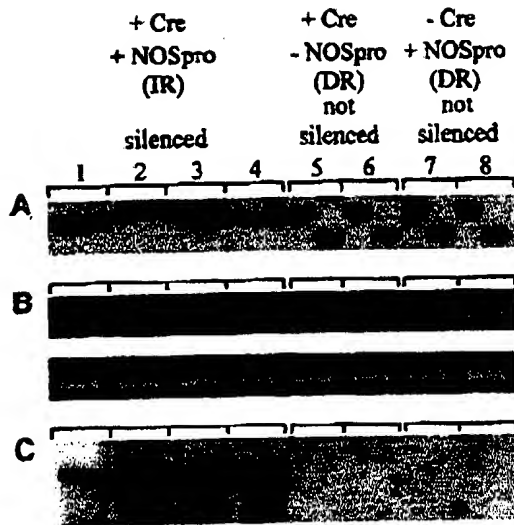 + Cre + Cre - Cre
+ NOSpro - NOSpro + NOSpro
(IR) (DR) (DR)
not not
silenced silenced silenced
1 2 3 4 5 6 7 8
A
B
C